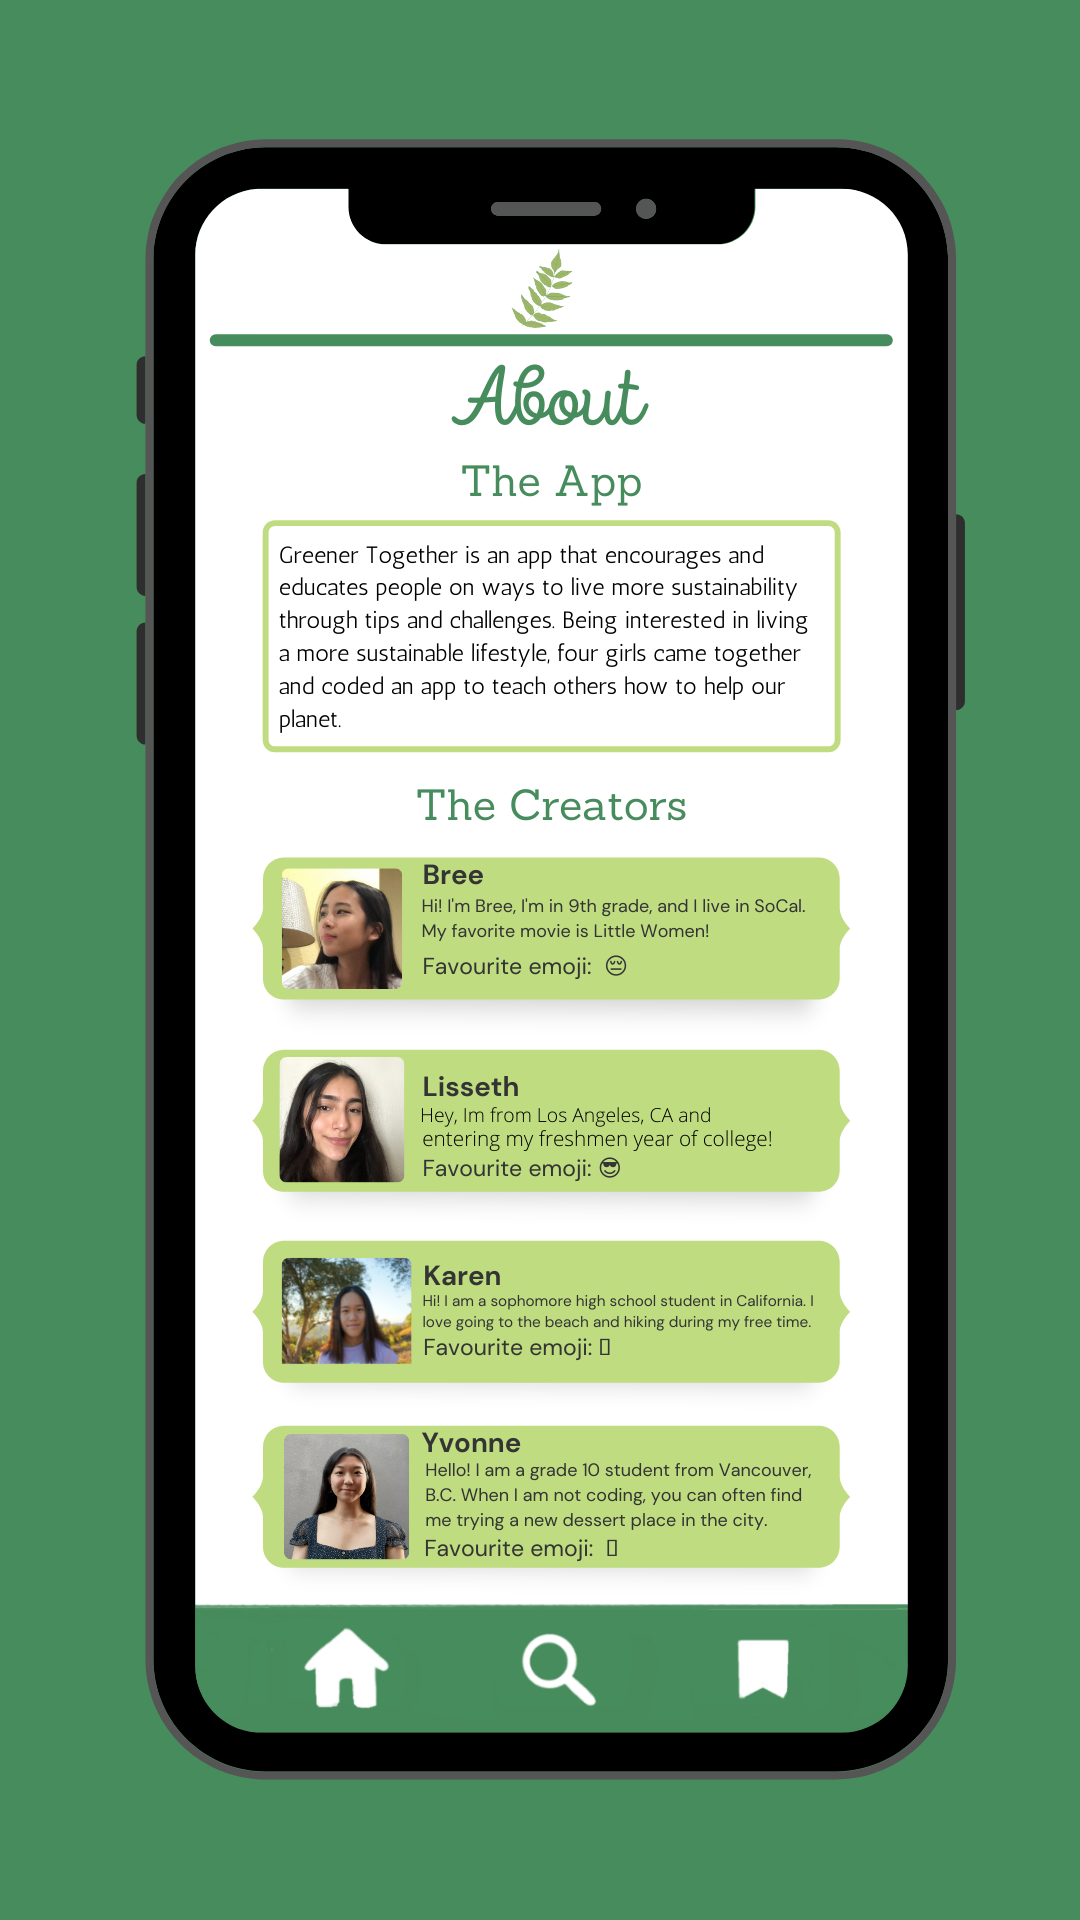 About
The App
Greener Together is an app that encourages and
educates people on ways to live more sustainability
through tips and challenges. Being interested in living
a more sustainable lifestyle, four girls came together
and coded an app to teach others how to help our
planet.
The Creators
Bree
Hi! I'm Bree, I'm in 9th grade, and I live in SoCal.
My favorite movie is Little Women!
Favourite emoji: 😔
Lisseth
Hey, Im from Los Angeles, CA and
entering my freshmen year of college!
Favourite emoji: 😎
Karen
Hi! I am a sophomore high school student in California. I
love going to the beach and hiking during my free time.
Favourite emoji:
Yvonne
Hello! I am a grade 10 student from Vancouver,
B.C. When I am not coding, you can often find
me trying a new dessert place in the city.
Favourite emoji: